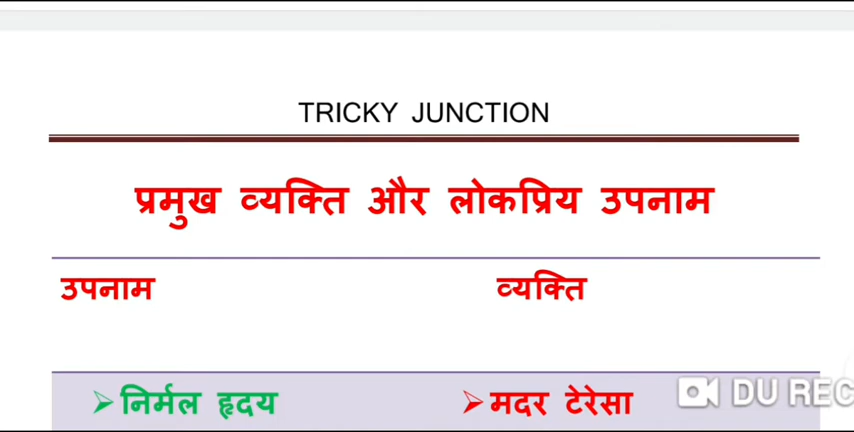 TRICKY JUNCTION
प्रमुख व्यक्ति और लोकप्रिय उपनाम
उपनाम व्यक्ति
➢ निर्मल हृदय ➢ मदर टेरेसा
DU REC